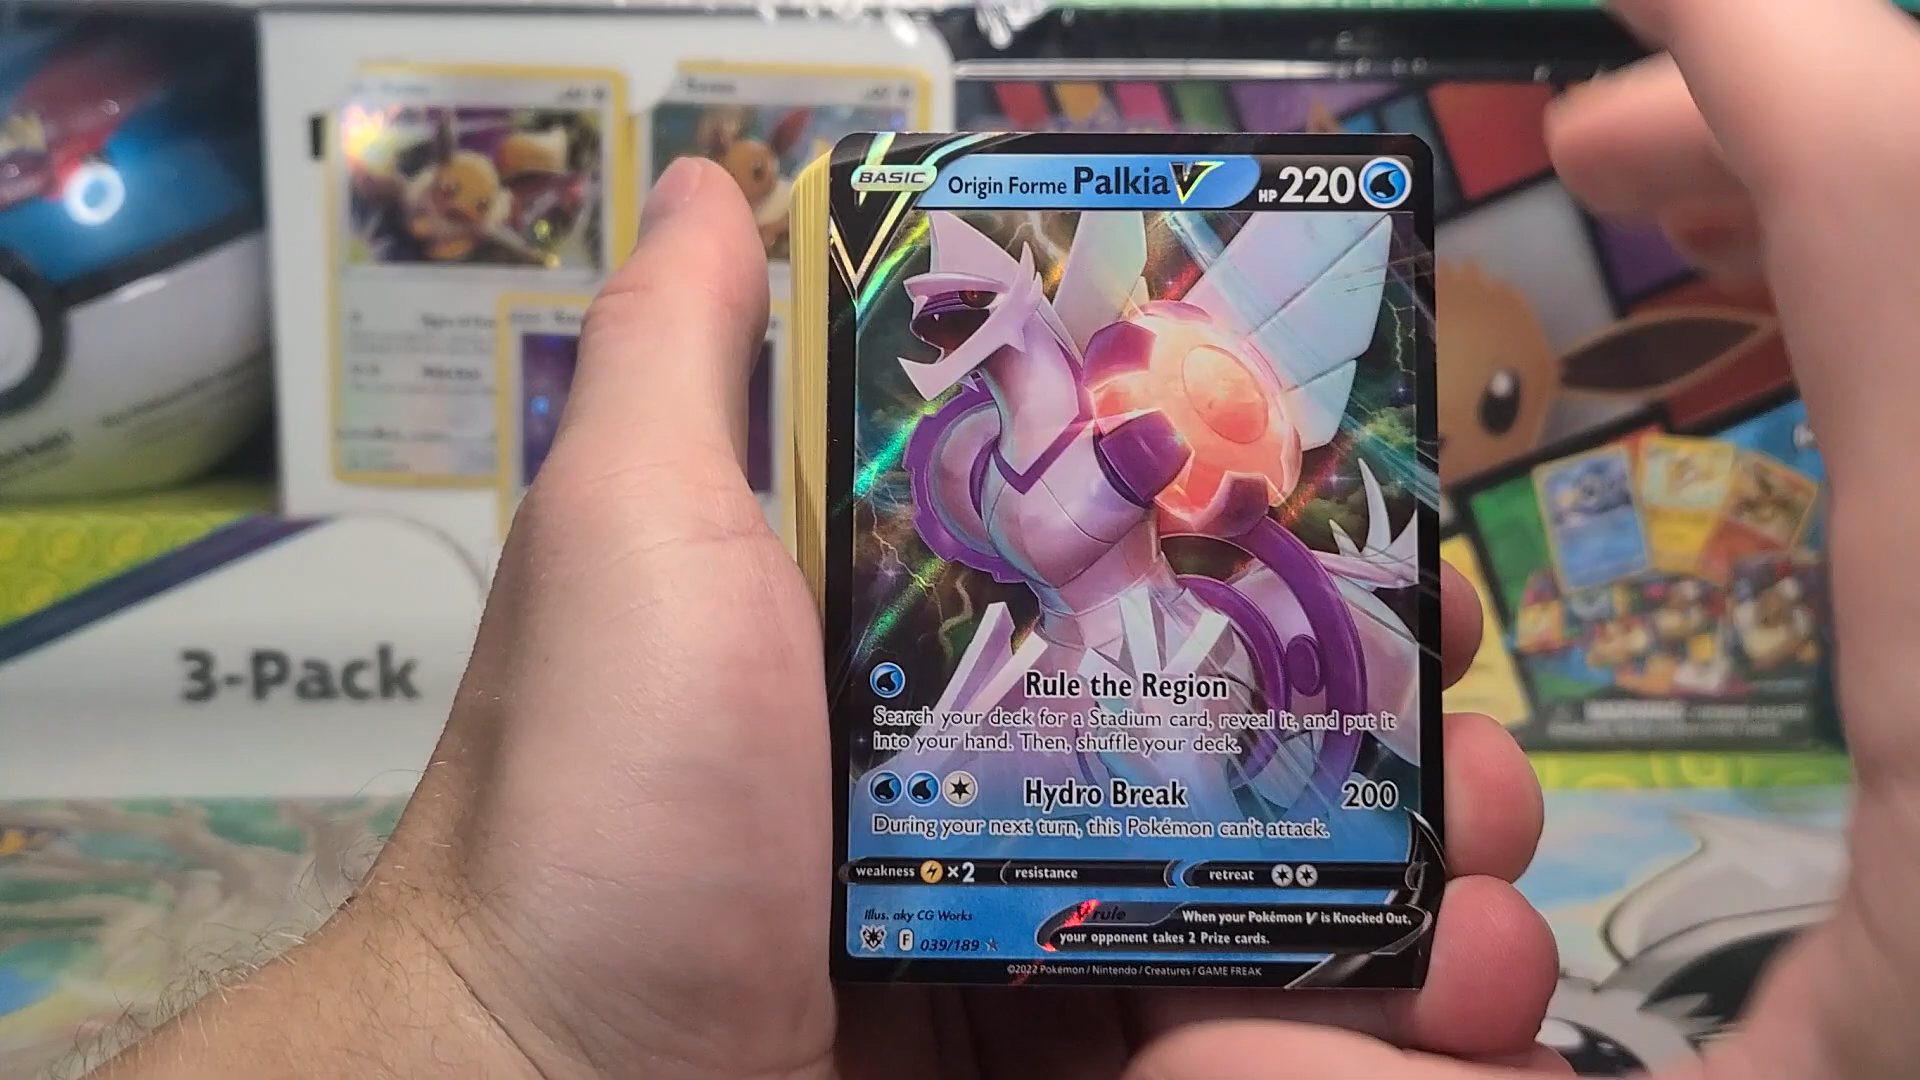 BASIC
Origin Forme Palkia V HP 220
Rule the Region
Search your deck for a Stadium card, reveal it, and put it
into your hand. Then, shuffle your deck.
Hydro Break 200
During your next turn, this Pokémon can't attack.
weakness ×2 resistance retreat
Illus. aky CG Works
V rule When your Pokémon V is Knocked Out,
your opponent takes 2 Prize cards.
F 039/189
©2022 Pokémon / Nintendo / Creatures / GAME FREAK
3-Pack
WARNING: